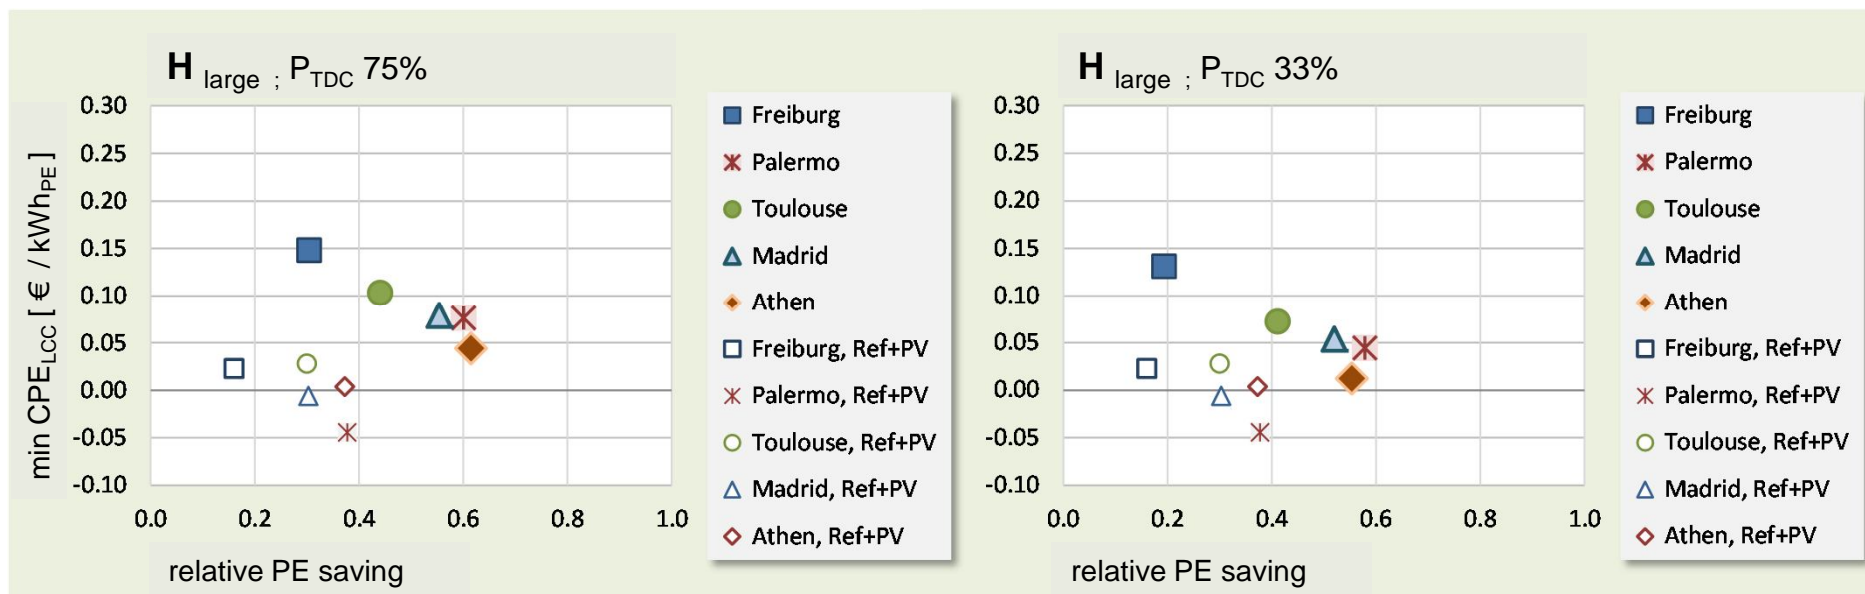 H large ; PTDC 75%
min CPELCC [ € / kWhPE ]
0.30
0.25
0.20
0.15
0.10
0.05
0.00
-0.05
-0.10
0.0 0.2 0.4 0.6 0.8 1.0
relative PE saving
Freiburg
Palermo
Toulouse
Madrid
Athen
Freiburg, Ref+PV
Palermo, Ref+PV
Toulouse, Ref+PV
Madrid, Ref+PV
Athen, Ref+PV
H large ; PTDC 33%
0.30
0.25
0.20
0.15
0.10
0.05
0.00
-0.05
-0.10
0.0 0.2 0.4 0.6 0.8 1.0
relative PE saving
Freiburg
Palermo
Toulouse
Madrid
Athen
Freiburg, Ref+PV
Palermo, Ref+PV
Toulouse, Ref+PV
Madrid, Ref+PV
Athen, Ref+PV